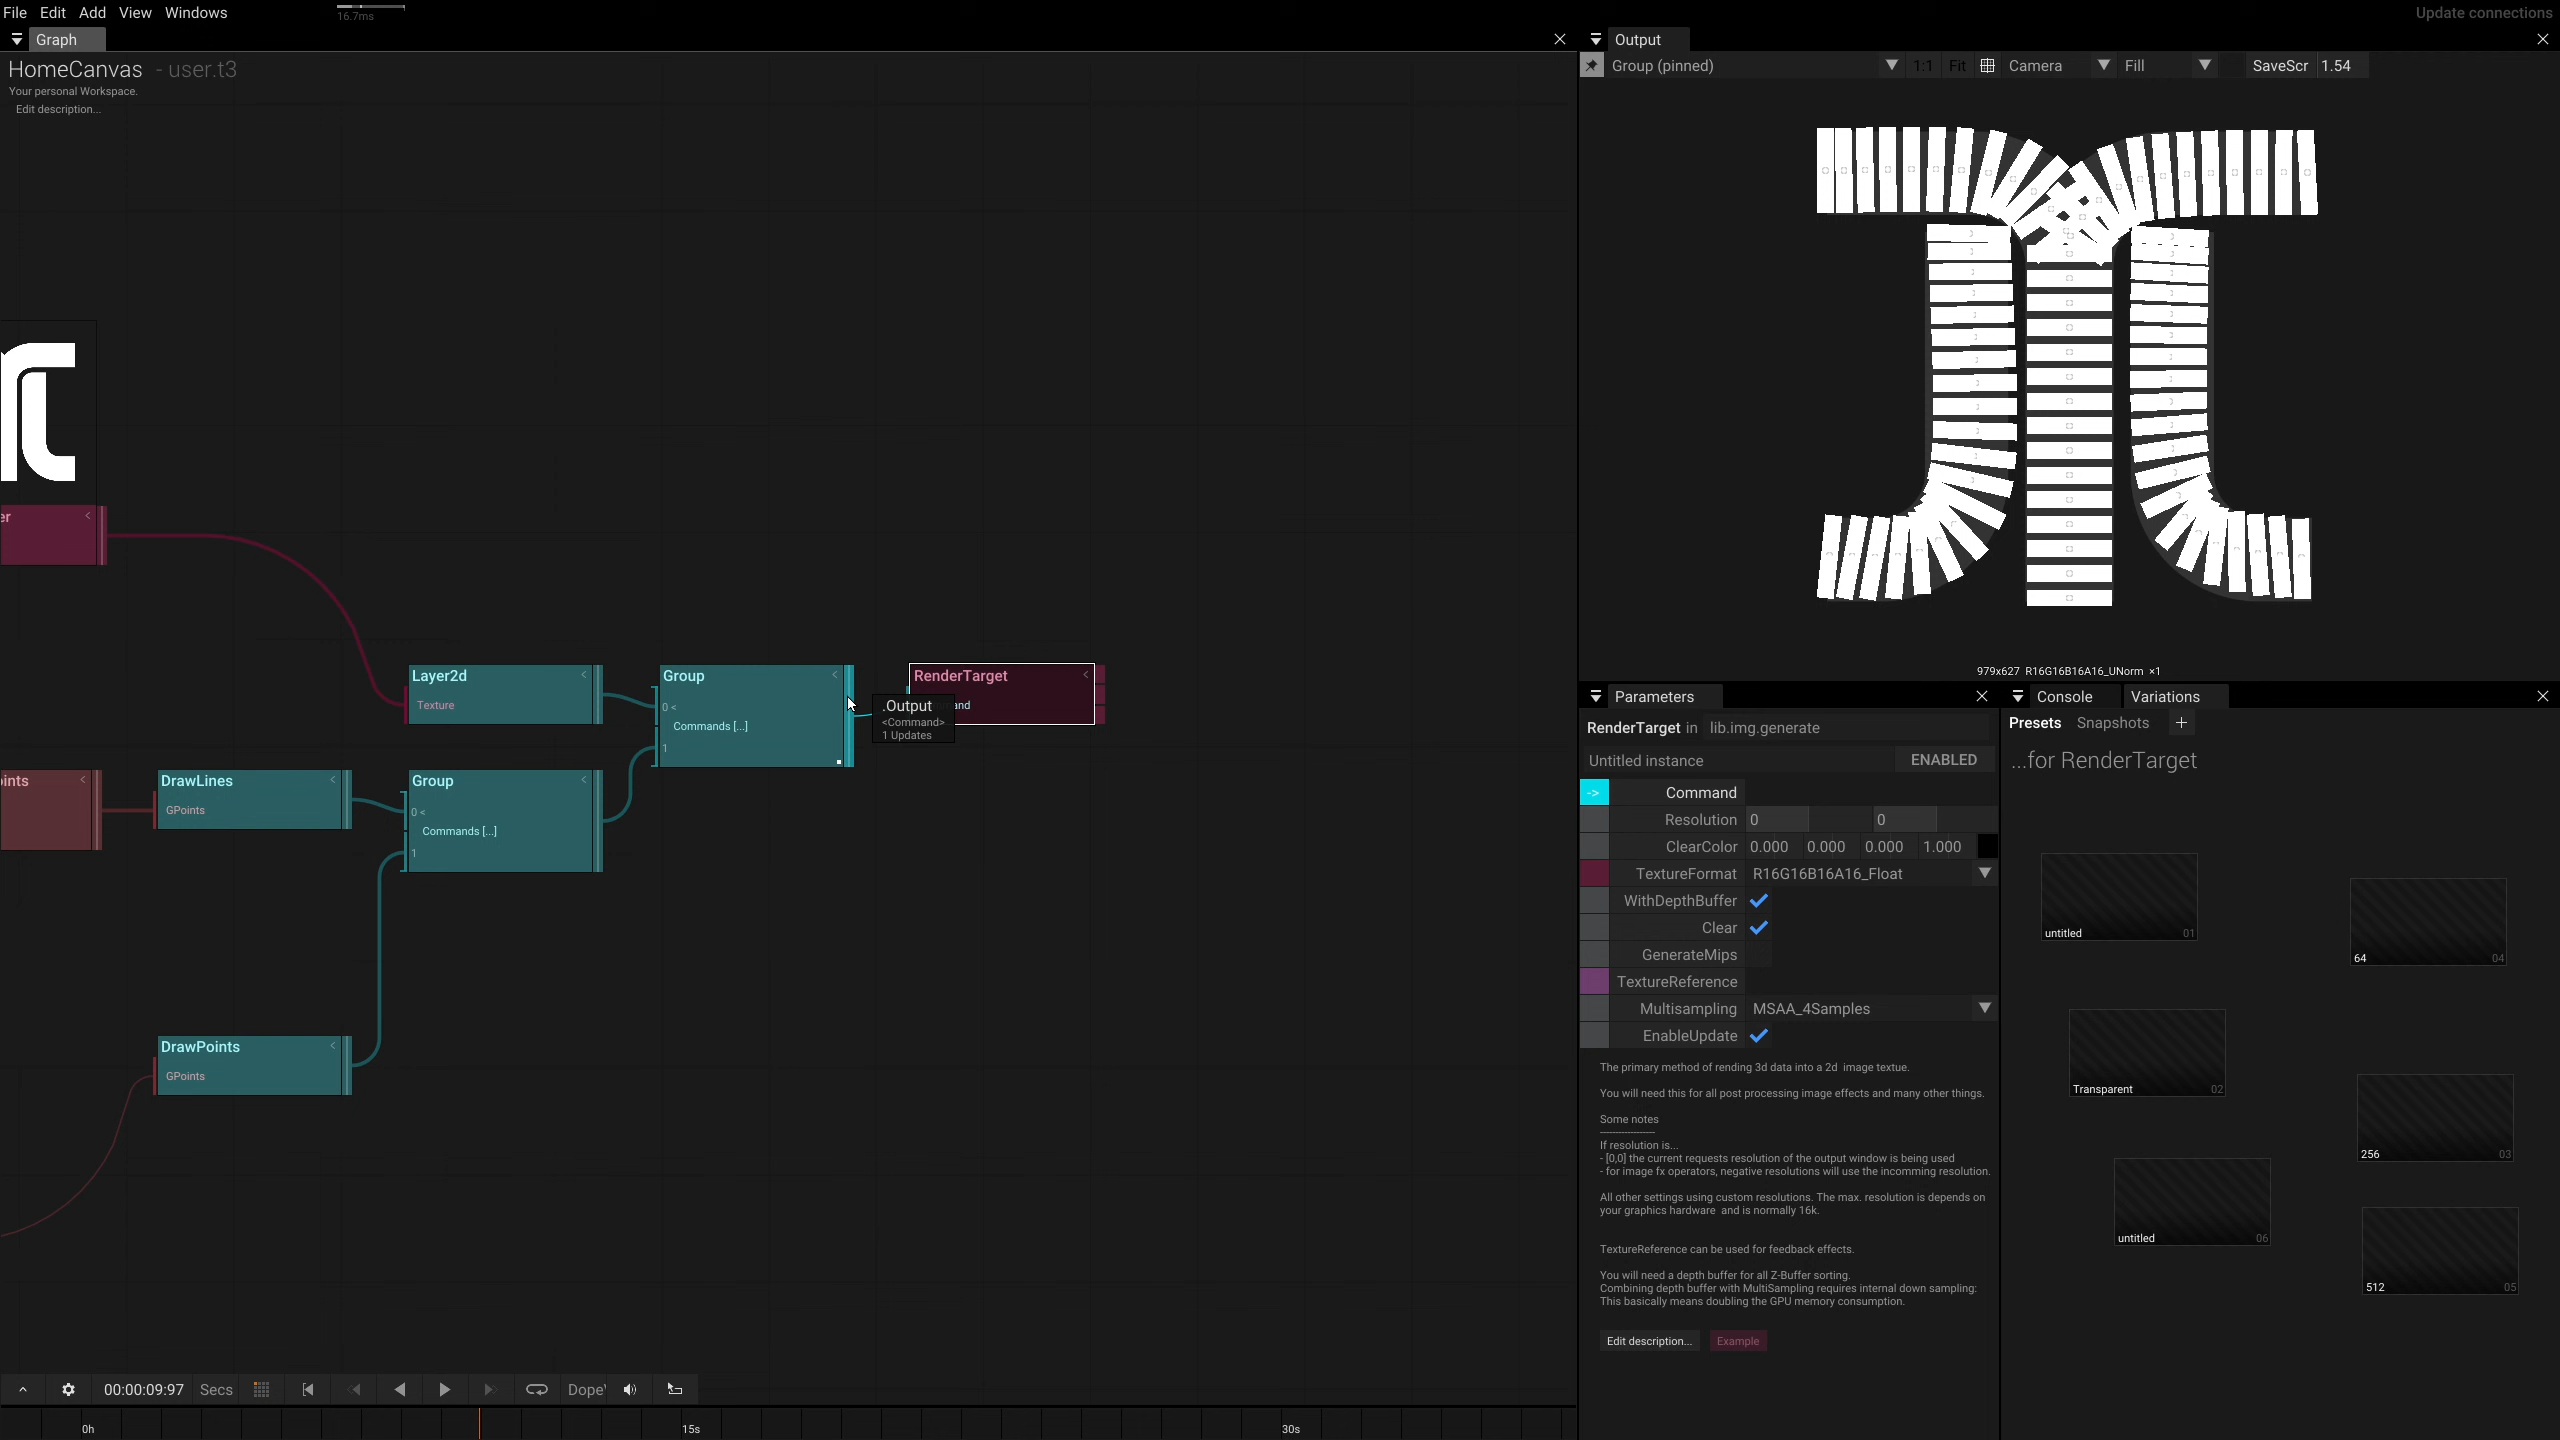 File Edit Add View Windows
16.7ms
Update connections
Graph
HomeCanvas - user.t3
Your personal Workspace.
Edit description...
er
Layer2d
Texture
Group
0 <
Commands [...]
1
RenderTarget
.Output
<Command>
1 Updates
and
ints
DrawLines
GPoints
Group
0 <
Commands [...]
1
DrawPoints
GPoints
00:00:09:97 Secs
Dope
0h 15s 30s
Output
Group (pinned) 1:1 Fit Camera Fill SaveScr 1.54
979x627 R16G16B16A16_UNorm ×1
Parameters
RenderTarget in lib.img.generate
Untitled instance ENABLED
-> Command
Resolution 0 0
ClearColor 0.000 0.000 0.000 1.000
TextureFormat R16G16B16A16_Float
WithDepthBuffer
Clear
GenerateMips
TextureReference
Multisampling MSAA_4Samples
EnableUpdate
The primary method of rending 3d data into a 2d image textue.
You will need this for all post processing image effects and many other things.
Some notes
--------------------
If resolution is...
- [0,0] the current requests resolution of the output window is being used
- for image fx operators, negative resolutions will use the incomming resolution.
All other settings using custom resolutions. The max. resolution is depends on
your graphics hardware and is normally 16k.
TextureReference can be used for feedback effects.
You will need a depth buffer for all Z-Buffer sorting.
Combining depth buffer with MultiSampling requires internal down sampling:
This basically means doubling the GPU memory consumption.
Edit description... Example
Console Variations
Presets Snapshots +
...for RenderTarget
untitled 01
64 04
Transparent 02
256 03
untitled 06
512 05